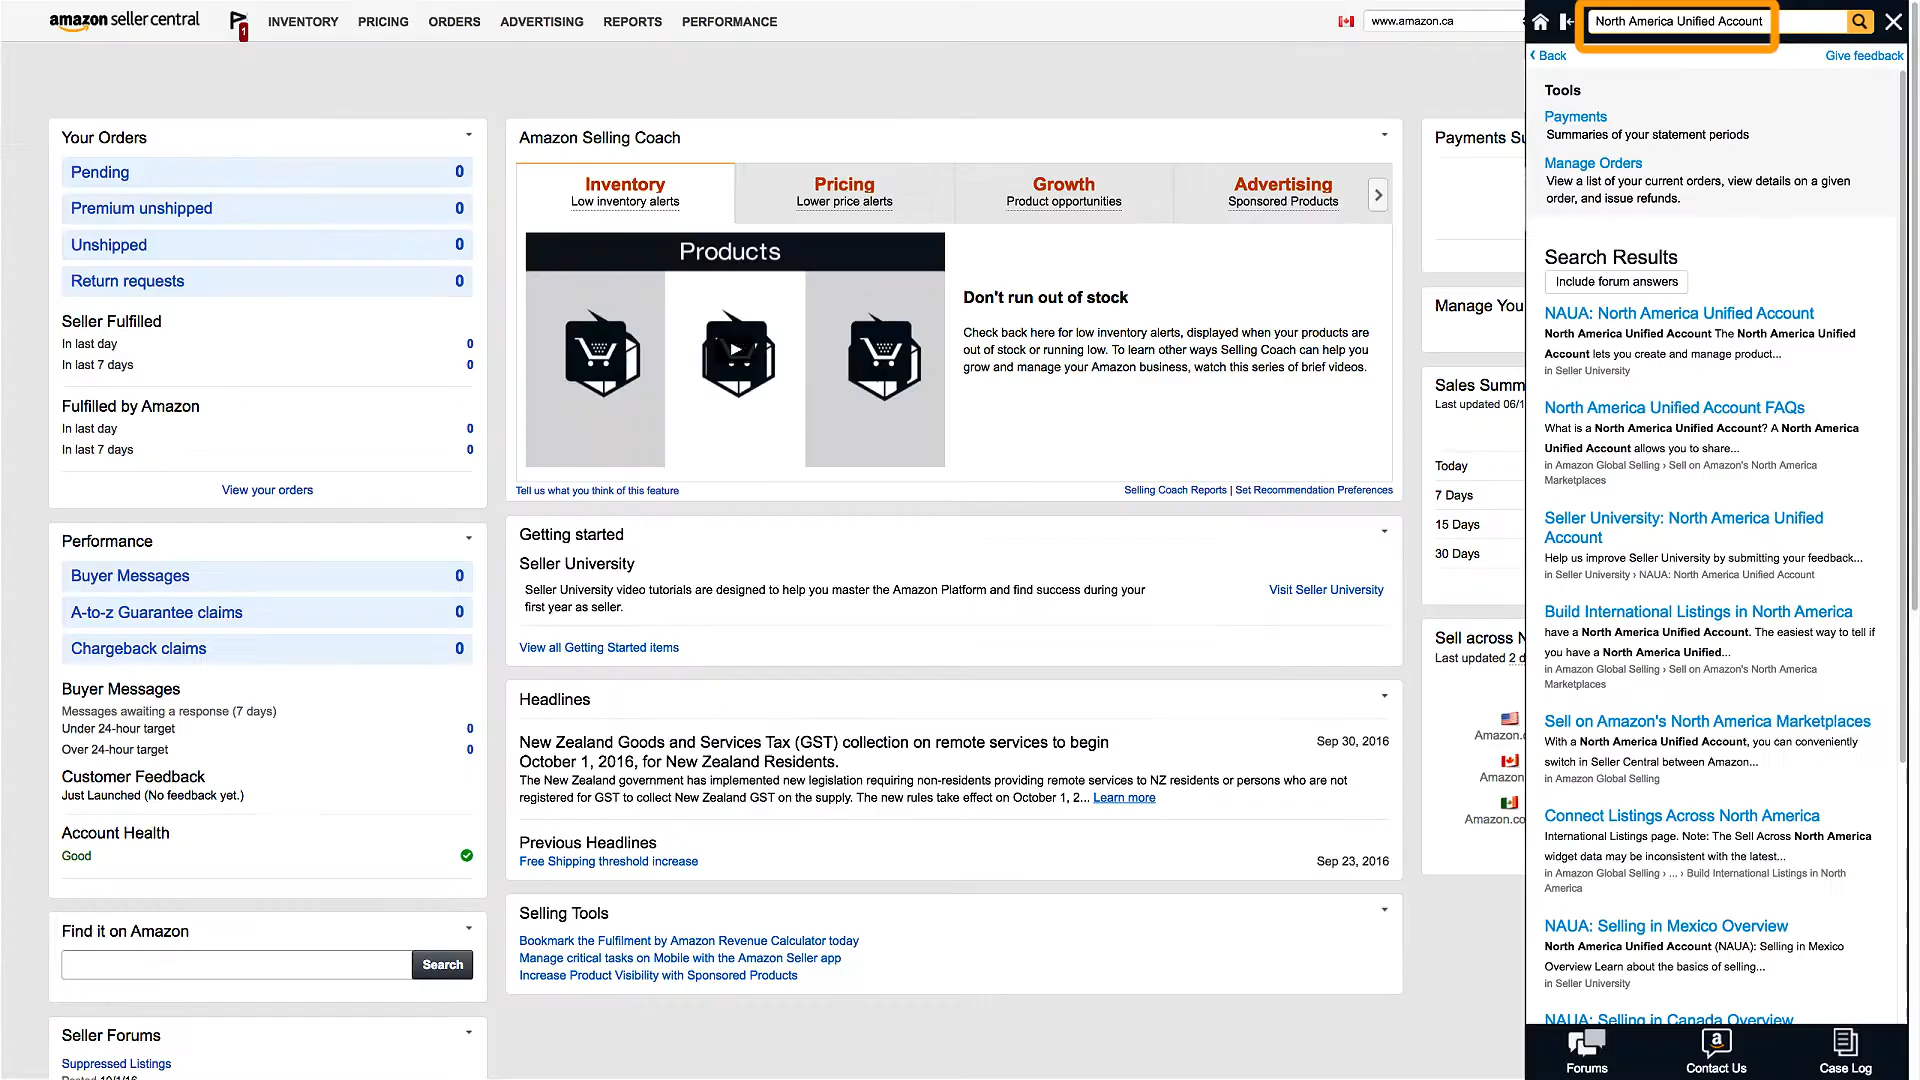 amazon seller central
1
INVENTORY PRICING ORDERS ADVERTISING REPORTS PERFORMANCE
www.amazon.ca
Your Orders
Pending 0
Premium unshipped 0
Unshipped 0
Return requests 0
Seller Fulfilled
In last day 0
In last 7 days 0
Fulfilled by Amazon
In last day 0
In last 7 days 0
View your orders
Performance
Buyer Messages 0
A-to-z Guarantee claims 0
Chargeback claims 0
Buyer Messages
Messages awaiting a response (7 days)
Under 24-hour target 0
Over 24-hour target 0
Customer Feedback
Just Launched (No feedback yet.)
Account Health
Good
Find it on Amazon
Search
Seller Forums
Suppressed Listings
Amazon Selling Coach
Inventory Pricing Growth Advertising
Low inventory alerts Lower price alerts Product opportunities Sponsored Products
Products
Don't run out of stock
Check back here for low inventory alerts, displayed when your products are
out of stock or running low. To learn other ways Selling Coach can help you
grow and manage your Amazon business, watch this series of brief videos.
Tell us what you think of this feature Selling Coach Reports | Set Recommendation Preferences
Getting started
Seller University
Seller University video tutorials are designed to help you master the Amazon Platform and find success during your
first year as seller.
Visit Seller University
View all Getting Started items
Headlines
New Zealand Goods and Services Tax (GST) collection on remote services to begin
October 1, 2016, for New Zealand Residents.
Sep 30, 2016
The New Zealand government has implemented new legislation requiring non-residents providing remote services to NZ residents or persons who are not
registered for GST to collect New Zealand GST on the supply. The new rules take effect on October 1, 2... Learn more
Previous Headlines
Free Shipping threshold increase Sep 23, 2016
Selling Tools
Bookmark the Fulfilment by Amazon Revenue Calculator today
Manage critical tasks on Mobile with the Amazon Seller app
Increase Product Visibility with Sponsored Products
Payments Su
Manage You
Sales Summ
Last updated 06/1
Today
7 Days
15 Days
30 Days
Sell across N
Last updated 2 d
Amazon.c
Amazon
Amazon.co
North America Unified Account
Back Give feedback
Tools
Payments
Summaries of your statement periods
Manage Orders
View a list of your current orders, view details on a given
order, and issue refunds.
Search Results
Include forum answers
NAUA: North America Unified Account
North America Unified Account The North America Unified
Account lets you create and manage product...
in Seller University
North America Unified Account FAQs
What is a North America Unified Account? A North America
Unified Account allows you to share...
in Amazon Global Selling › Sell on Amazon's North America
Marketplaces
Seller University: North America Unified
Account
Help us improve Seller University by submitting your feedback...
in Seller University › NAUA: North America Unified Account
Build International Listings in North America
have a North America Unified Account. The easiest way to tell if
you have a North America Unified...
in Amazon Global Selling › Sell on Amazon's North America
Marketplaces
Sell on Amazon's North America Marketplaces
With a North America Unified Account, you can conveniently
switch in Seller Central between Amazon...
in Amazon Global Selling
Connect Listings Across North America
International Listings page. Note: The Sell Across North America
widget data may be inconsistent with the latest...
in Amazon Global Selling › ... › Build International Listings in North
America
NAUA: Selling in Mexico Overview
North America Unified Account (NAUA): Selling in Mexico
Overview Learn about the basics of selling...
in Seller University
NAUA: Selling in Canada Overview
Forums Contact Us Case Log